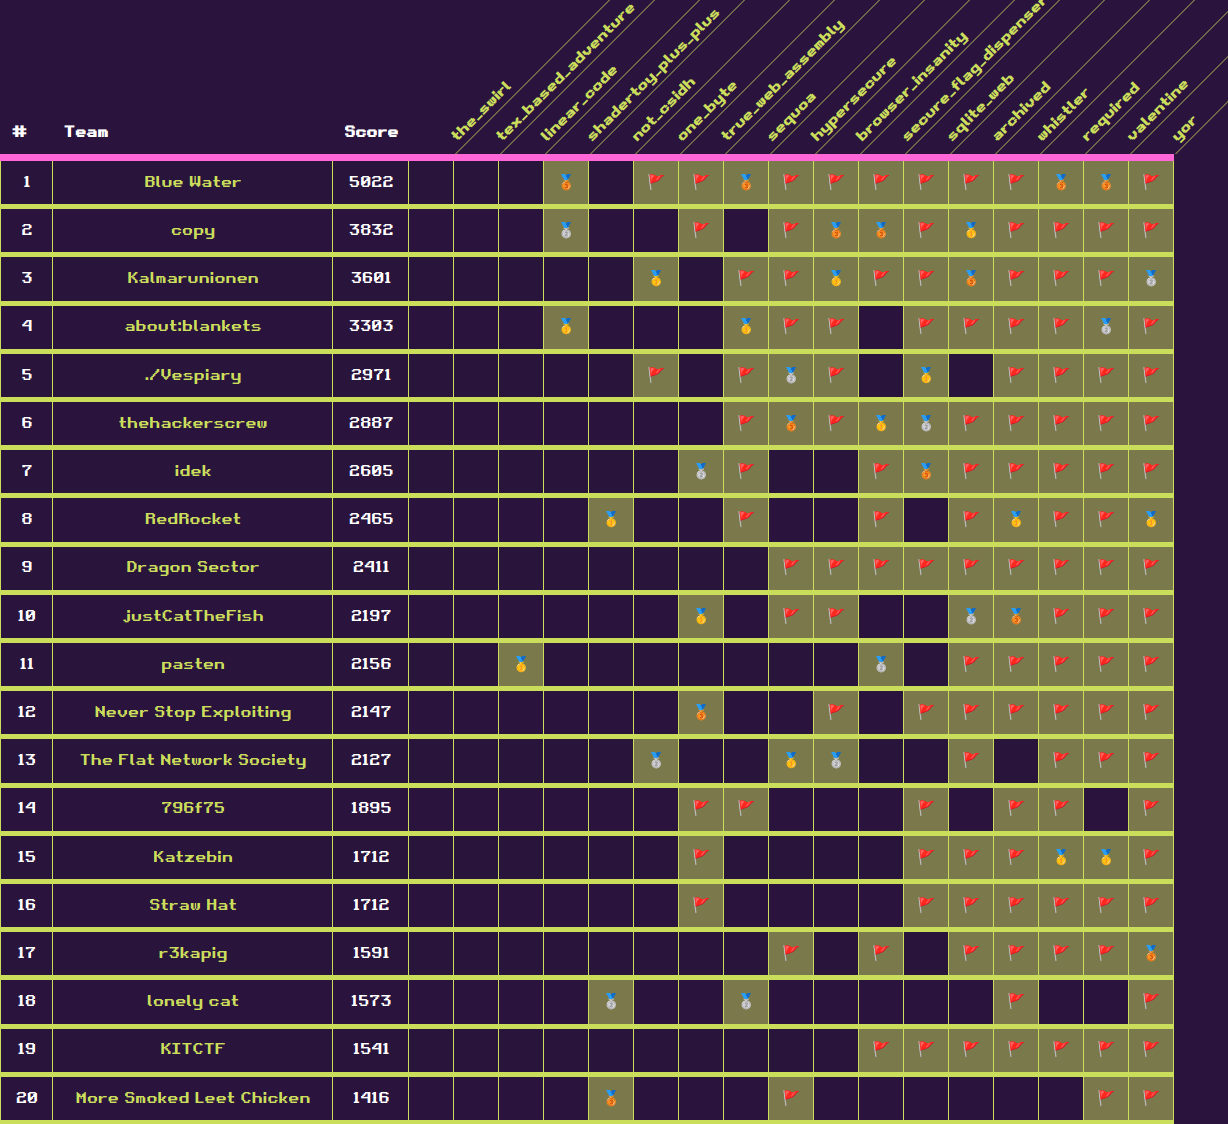 # Team Score the_swirl tex_based_adventure linear_code shadertoy_plus_plus not_csidh one_byte true_web_assembly sequoa hypersecure browser_insanity secure_flag_dispenser sqlite_web archived whistler required valentine yor
1 Blue Water 5022
2 copy 3832
3 Kalmarunionen 3601
4 about:blankets 3303
5 ./Vespiary 2971
6 thehackerscrew 2887
7 idek 2605
8 RedRocket 2465
9 Dragon Sector 2411
10 justCatTheFish 2197
11 pasten 2156
12 Never Stop Exploiting 2147
13 The Flat Network Society 2127
14 796f75 1895
15 Katzebin 1712
16 Straw Hat 1712
17 r3kapig 1591
18 lonely cat 1573
19 KITCTF 1541
20 More Smoked Leet Chicken 1416